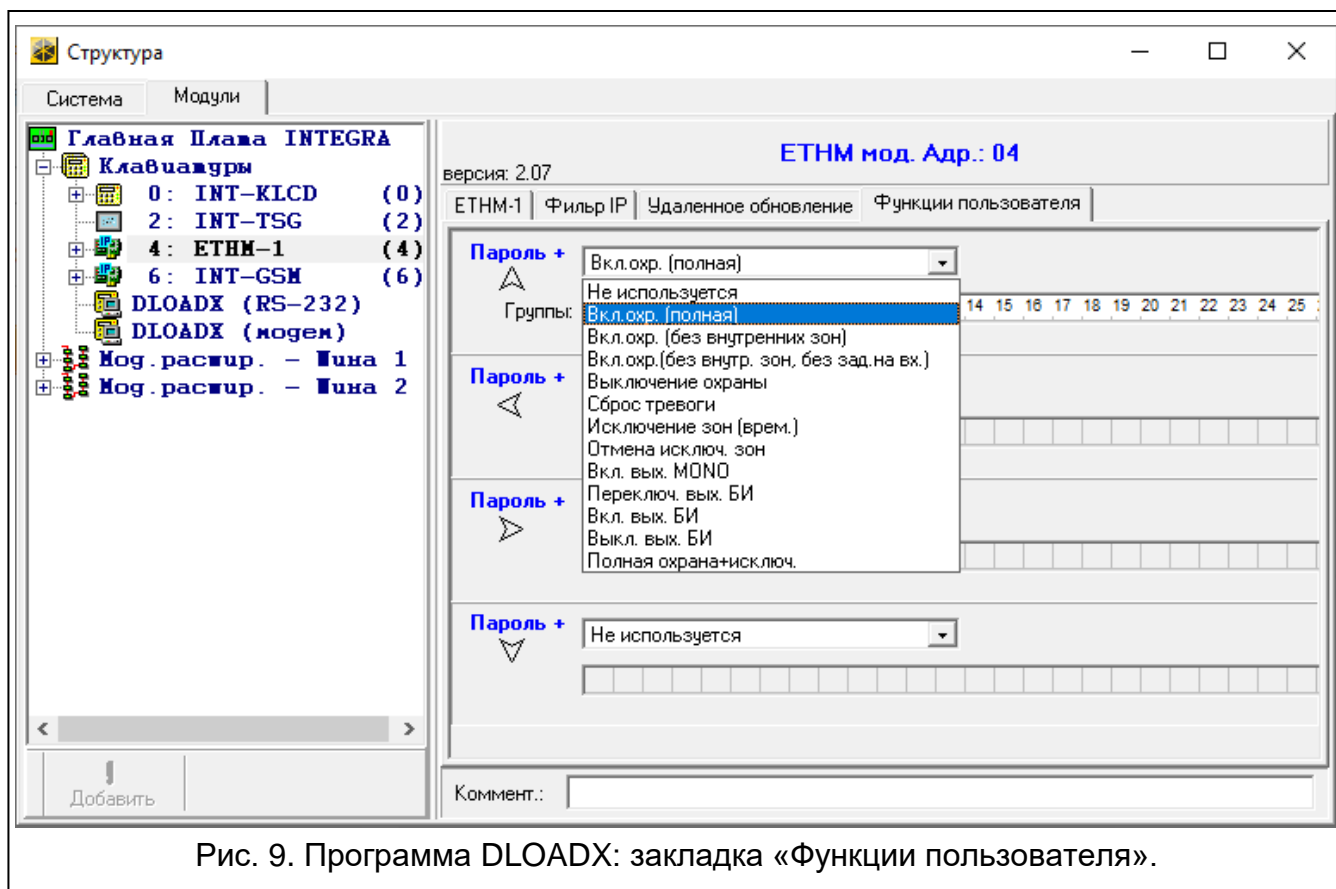 Структура
Система Модули
Главная Плата INTEGRA
Клавиатуры
0: INT-KLCD (0)
2: INT-TSG (2)
4: ETHM-1 (4)
6: INT-GSM (6)
DLOADX (RS-232)
DLOADX (модем)
Мод.расшир. - Шина 1
Мод.расшир. - Шина 2
Добавить
ETHM мод. Адр.: 04
версия: 2.07
ETHM-1 Фильр IP Удаленное обновление Функции пользователя
Пароль +
Вкл.охр. (полная)
Группы:
14 15 16 17 18 19 20 21 22 23 24 25
Не используется
Вкл.охр. (полная)
Вкл.охр. (без внутренних зон)
Вкл.охр.(без внутр. зон, без зад.на вх.)
Выключение охраны
Сброс тревоги
Исключение зон (врем.)
Отмена исключ. зон
Вкл. вых. MONO
Переключ. вых. БИ
Вкл. вых. БИ
Выкл. вых. БИ
Полная охрана+исключ.
Пароль +
Пароль +
Пароль +
Не используется
Коммент.:
Рис. 9. Программа DLOADX: закладка «Функции пользователя».